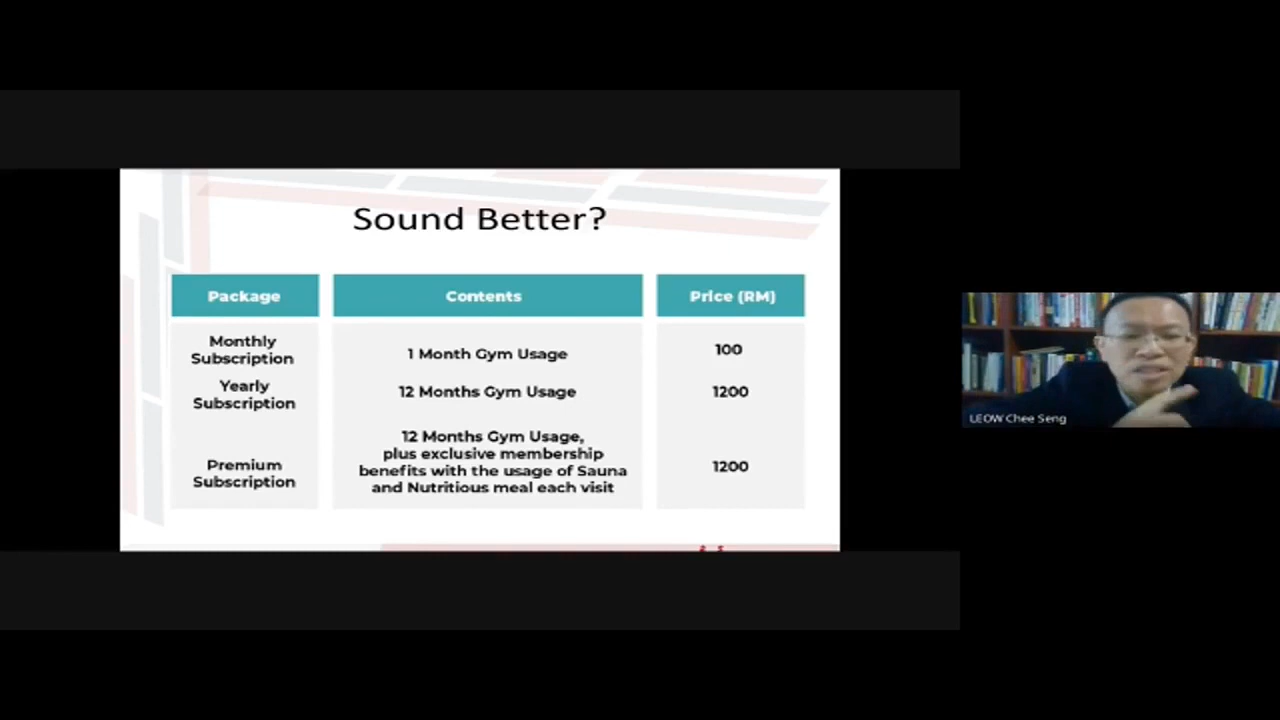 Sound Better?
Package
Contents
Price (RM)
Monthly
Subscription
1 Month Gym Usage
100
Yearly
Subscription
12 Months Gym Usage
1200
Premium
Subscription
12 Months Gym Usage,
plus exclusive membership
benefits with the usage of Sauna
and Nutritious meal each visit
1200
LEOW Chee Seng